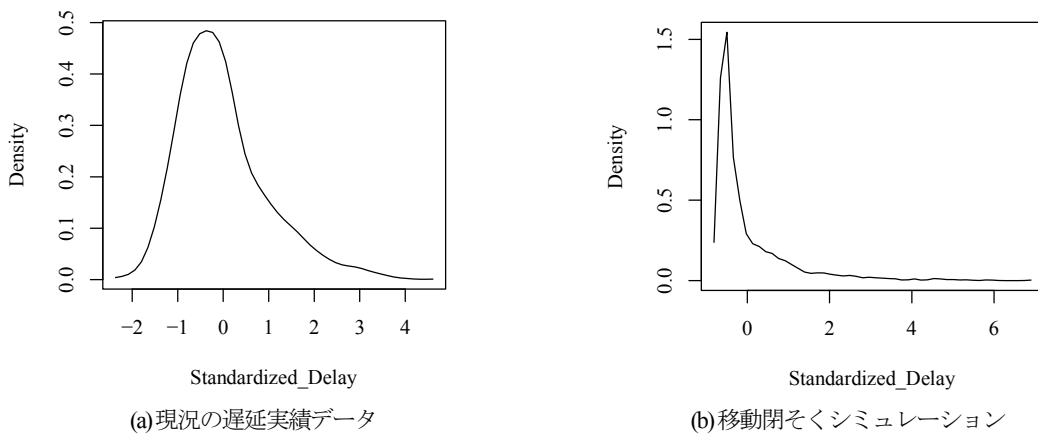 0.5
0.4
0.3
0.2
0.1
0.0
Density
−2 −1 0 1 2 3 4
Standardized_Delay
(a)現況の遅延実績データ
1.5
1.0
0.5
0.0
Density
0 2 4 6
Standardized_Delay
(b)移動閉そくシミュレーション